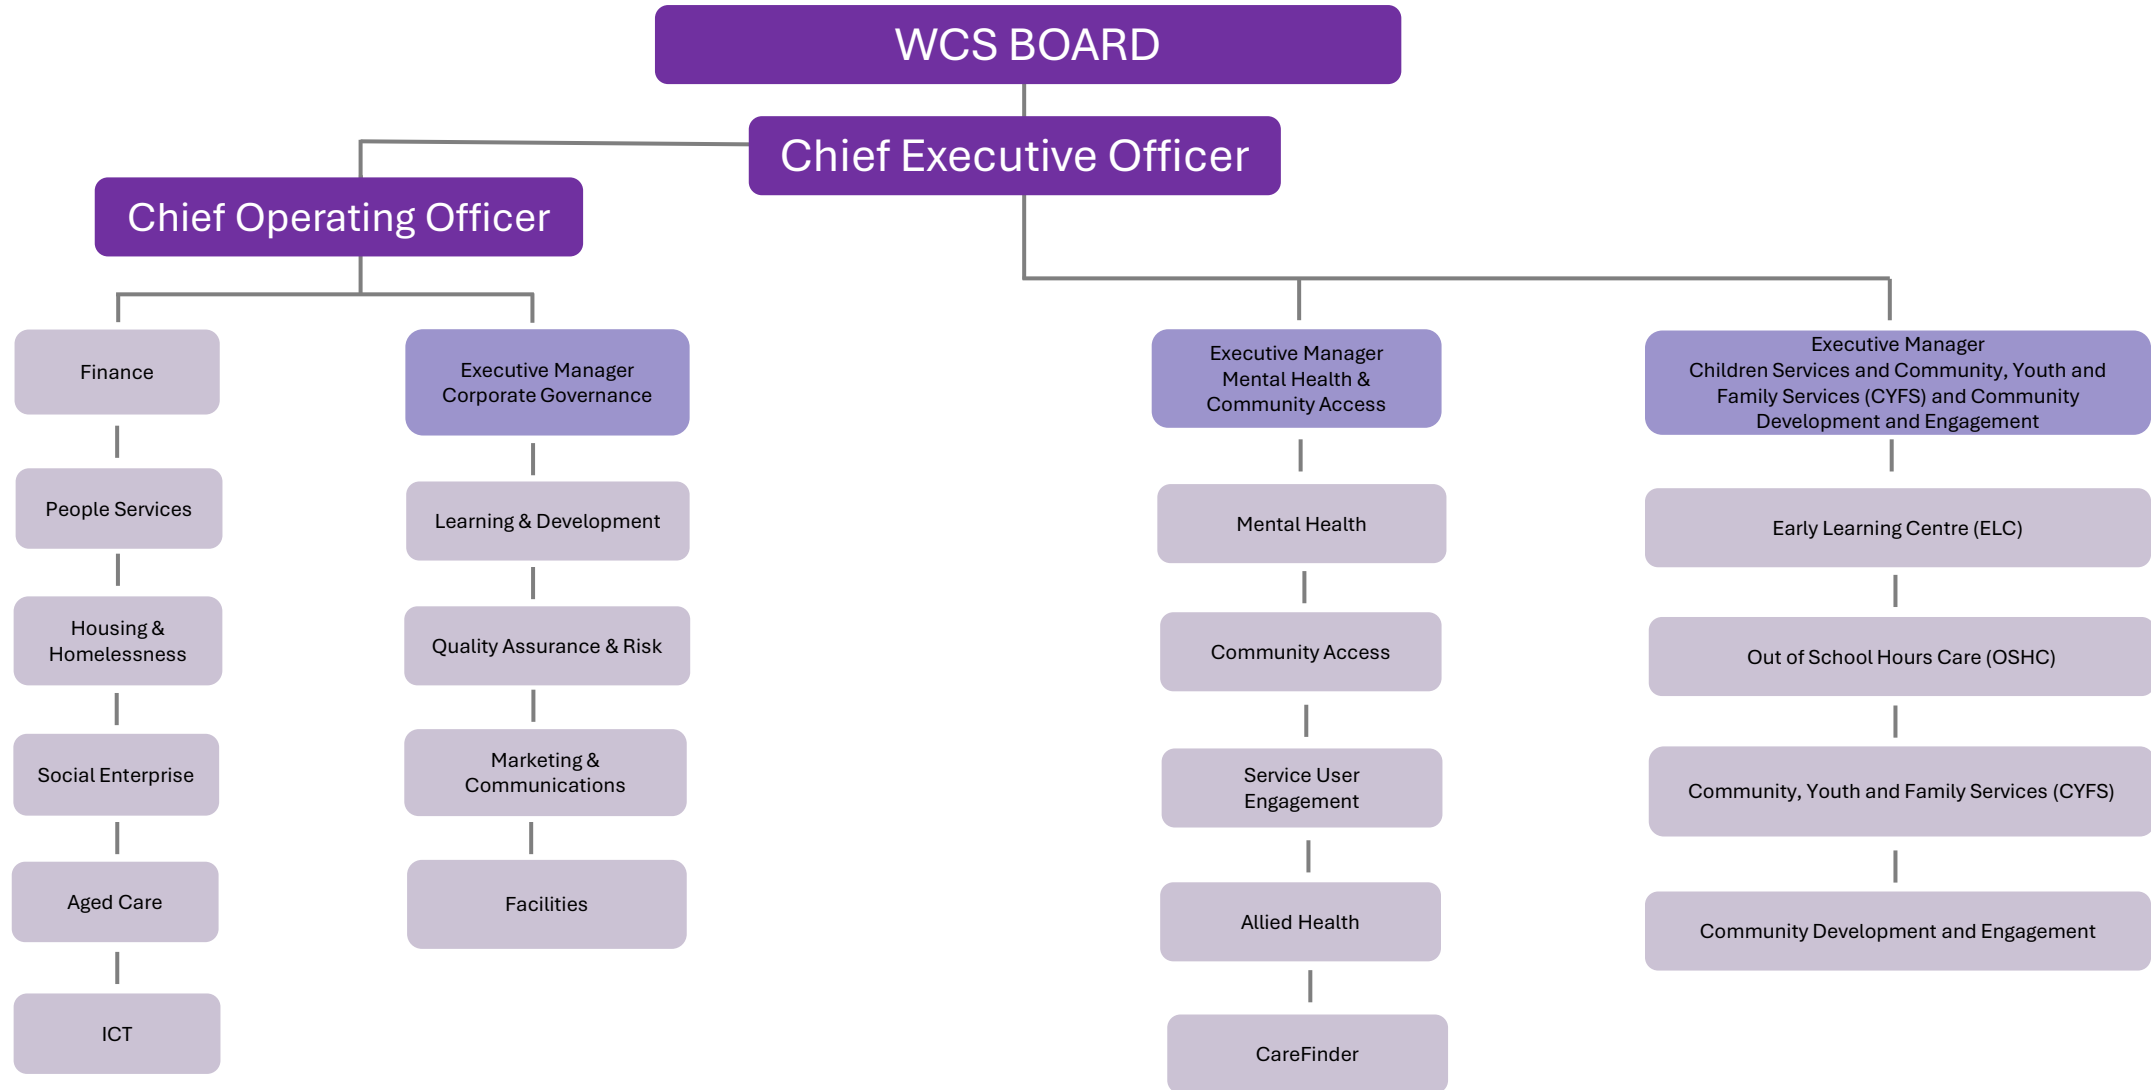 WCS BOARD
Chief Executive Officer
Chief Operating Officer
Finance
People Services
Housing &
Homelessness
Social Enterprise
Aged Care
ICT
Executive Manager
Corporate Governance
Learning & Development
Quality Assurance & Risk
Marketing &
Communications
Facilities
Executive Manager
Mental Health &
Community Access
Mental Health
Community Access
Service User
Engagement
Allied Health
CareFinder
Executive Manager
Children Services and Community, Youth and
Family Services (CYFS) and Community
Development and Engagement
Early Learning Centre (ELC)
Out of School Hours Care (OSHC)
Community, Youth and Family Services (CYFS)
Community Development and Engagement